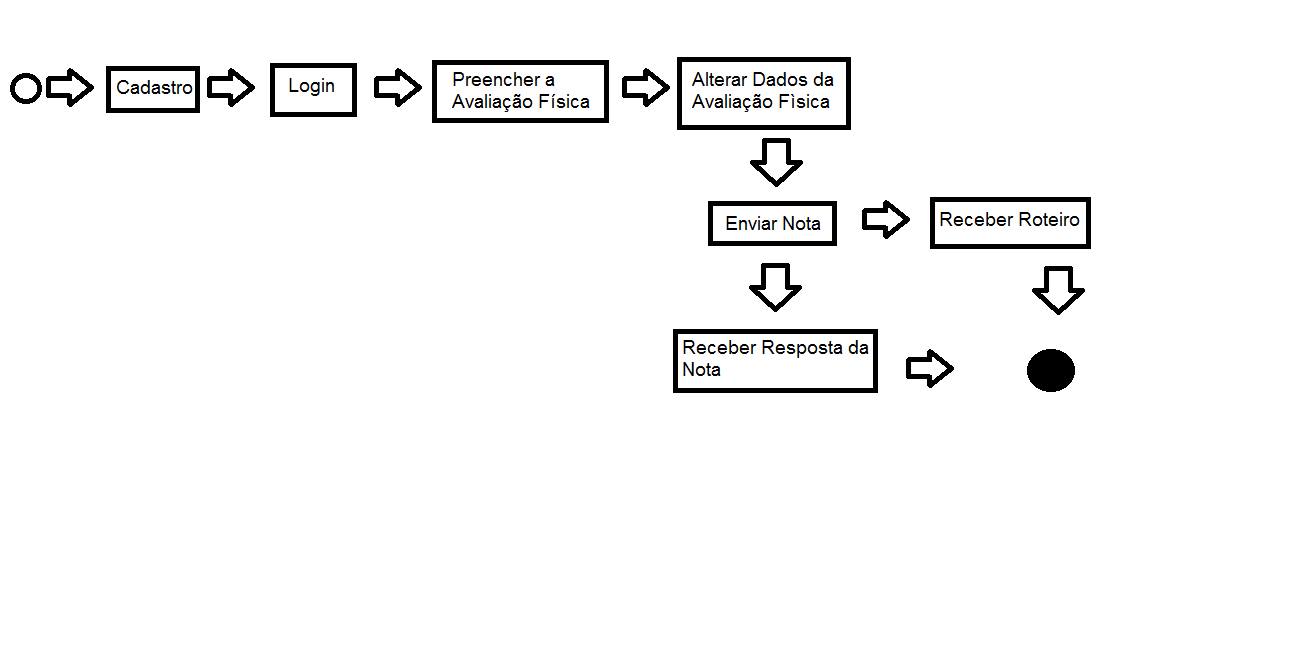 Cadastro
Login
Preencher a
Avaliação Física
Alterar Dados da
Avaliação Fìsica
Enviar Nota
Receber Roteiro
Receber Resposta da
Nota